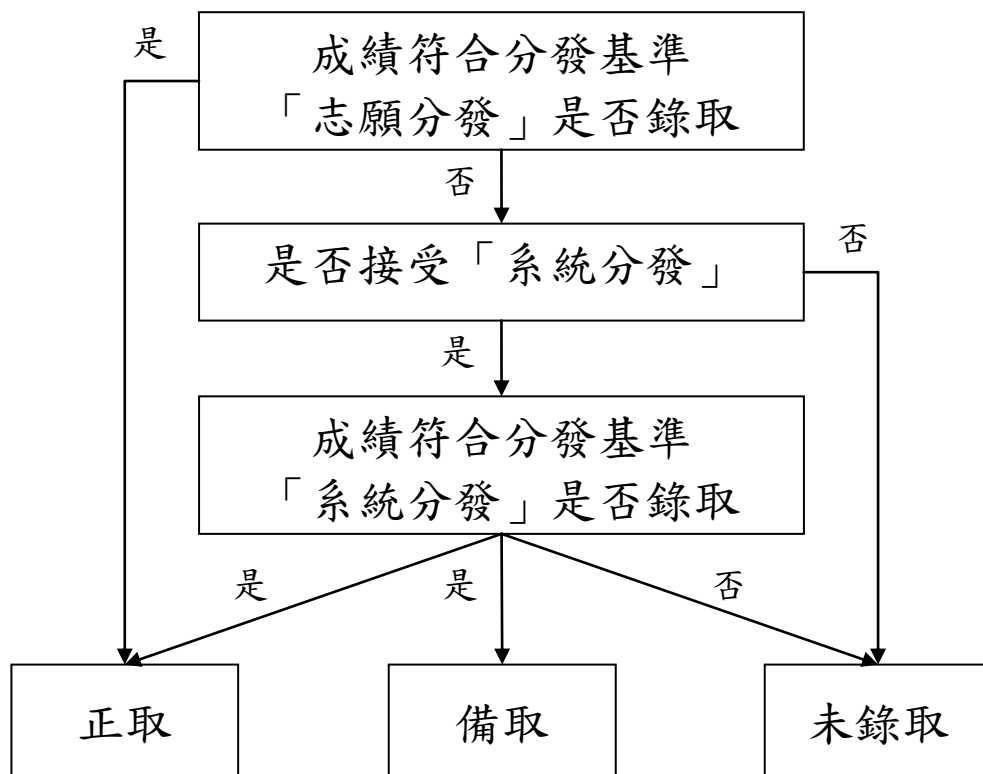 是
成績符合分發基準
「志願分發」是否錄取
否
是否接受「系統分發」
否
是
成績符合分發基準
「系統分發」是否錄取
是
是
否
正取
備取
未錄取